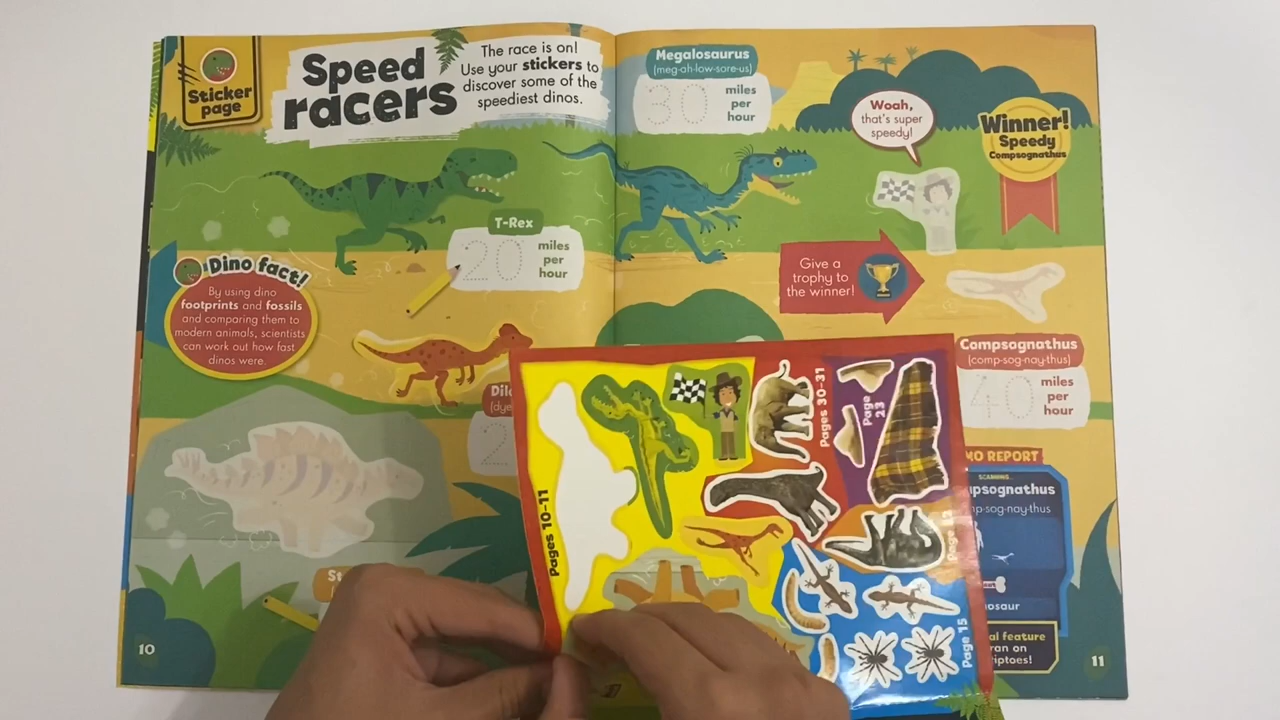 Sticker
page
Speed
racers
The race is on!
Use your stickers to
discover some of the
speediest dinos.
Megalosaurus
(meg-ah-low-sore-us)
30 miles
per
hour
Woah,
that's super
speedy!
Winner!
Speedy
Compsognathus
T-Rex
20 miles
per
hour
Give a
trophy to
the winner!
Dino fact!
By using dino
footprints and fossils
and comparing them to
modern animals, scientists
can work out how fast
dinos were.
Compsognathus
(comp-sog-nay-thus)
40 miles
per
hour
Pages 10-11
Pages 30-31
Page
23
Page 15
REPORT
SCANNING...
ran on
10
11